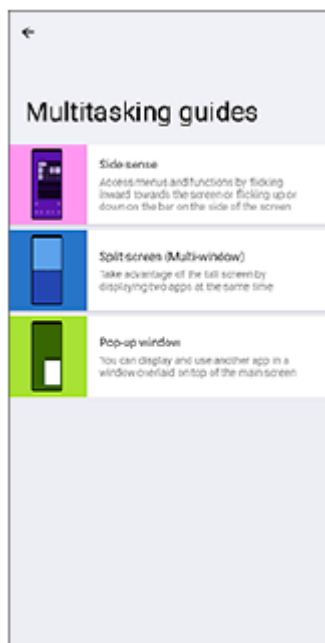 Multitasking guides
Side sense
Access menus and functions by flicking
inward towards the screen or flicking up or
down on the bar on the side of the screen
Split-screen (Multi-window)
Take advantage of the tall screen by
displaying two apps at the same time
Pop-up window
You can display and use another app in a
window overlaid on top of the main screen